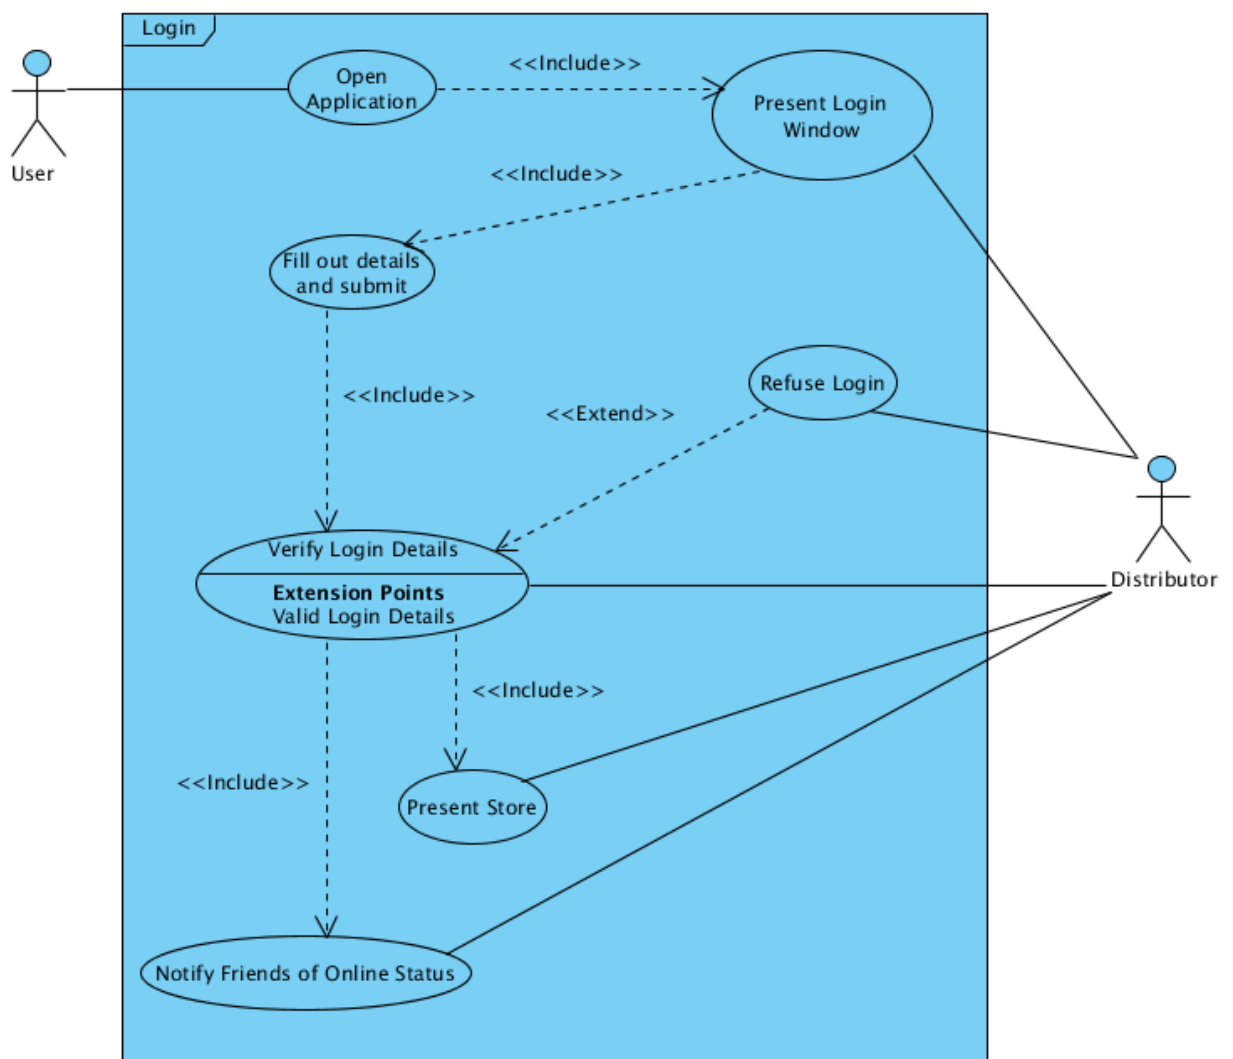 Login
Open
Application
<<Include>>
Present Login
Window
User
<<Include>>
Fill out details
and submit
<<Include>>
Refuse Login
<<Extend>>
Verify Login Details
Extension Points
Valid Login Details
Distributor
<<Include>>
<<Include>>
Present Store
Notify Friends of Online Status